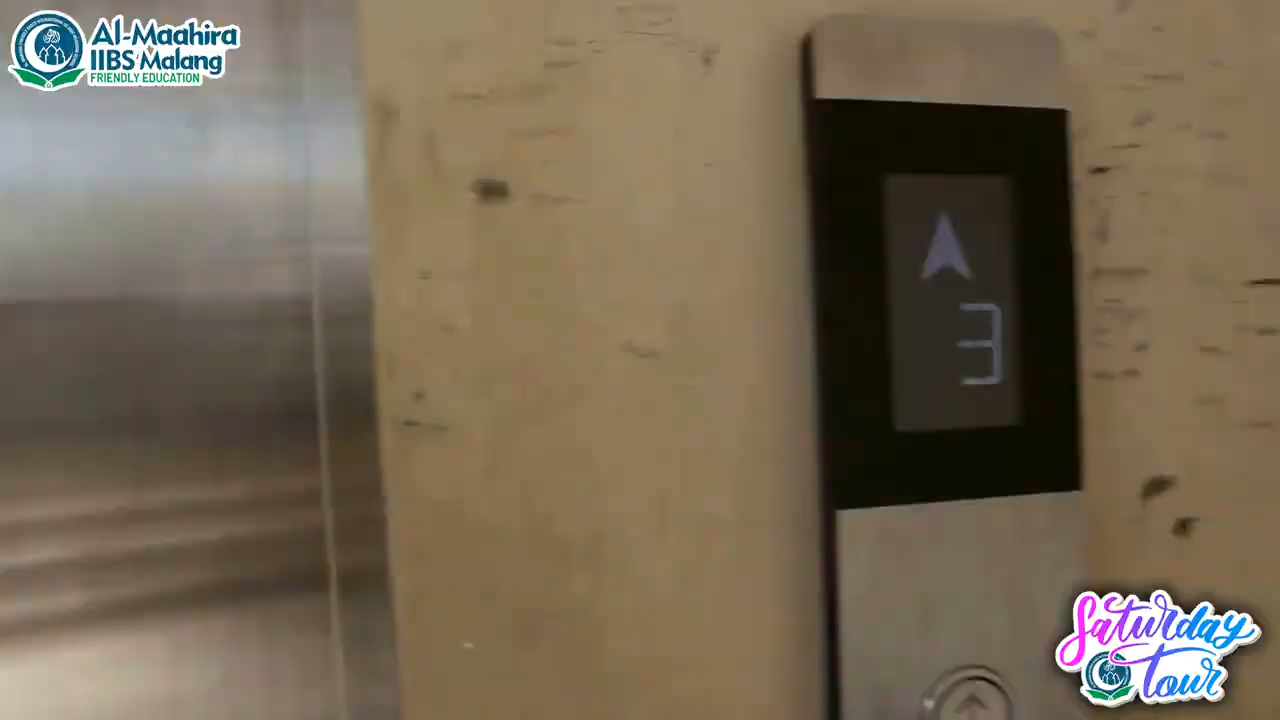 Al-Maahira
IIBS Malang
FRIENDLY EDUCATION
3
Saturday
tour